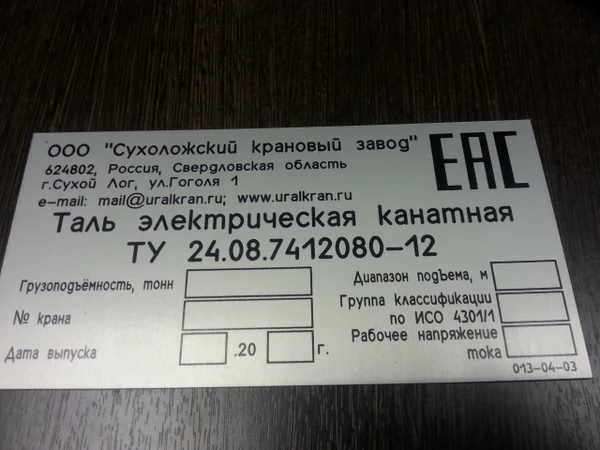 ООО "Сухоложский крановый завод"
EAC
624802, Россия, Свердловская область
г.Сухой Лог, ул.Гоголя 1
e-mail: mail@uralkran.ru; www.uralkran.ru
Таль электрическая канатная
ТУ 24.08.7412080-12
Грузоподъёмность, тонн
№ крана
Дата выпуска .20 г.
Диапазон подъема, м
Группа классификации
по ИСО 4301/1
Рабочее напряжение
тока
013-04-03